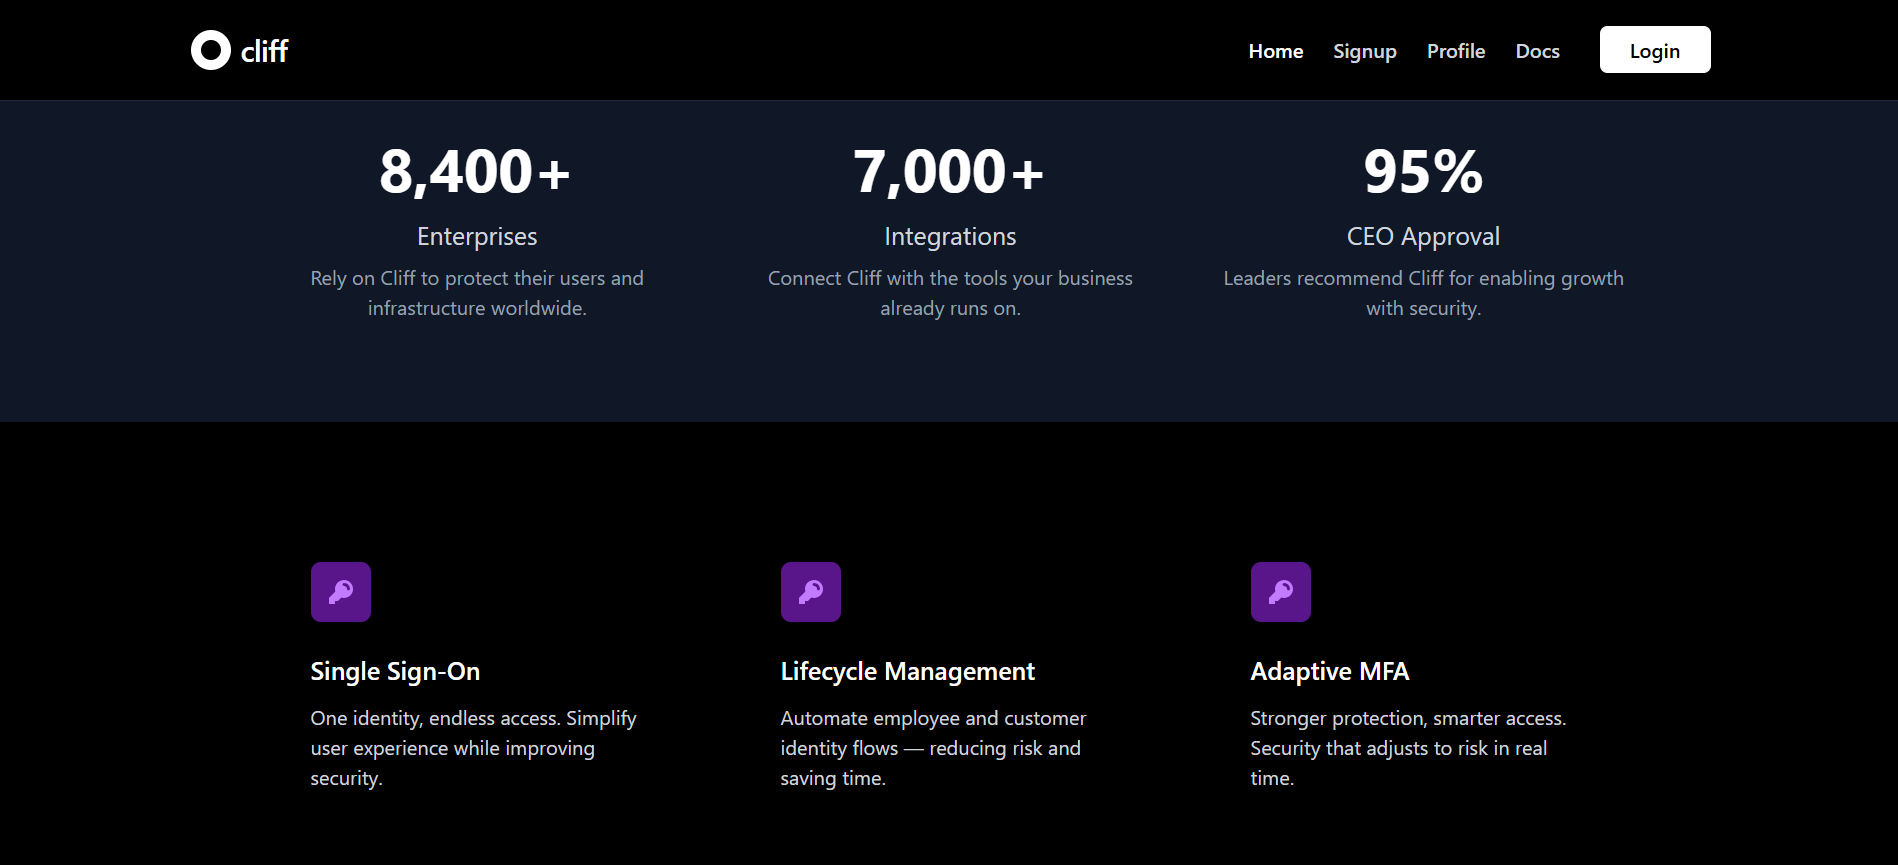 cliff
Home Signup Profile Docs Login
8,400+
Enterprises
Rely on Cliff to protect their users and
infrastructure worldwide.
7,000+
Integrations
Connect Cliff with the tools your business
already runs on.
95%
CEO Approval
Leaders recommend Cliff for enabling growth
with security.
Single Sign-On
One identity, endless access. Simplify
user experience while improving
security.
Lifecycle Management
Automate employee and customer
identity flows — reducing risk and
saving time.
Adaptive MFA
Stronger protection, smarter access.
Security that adjusts to risk in real
time.